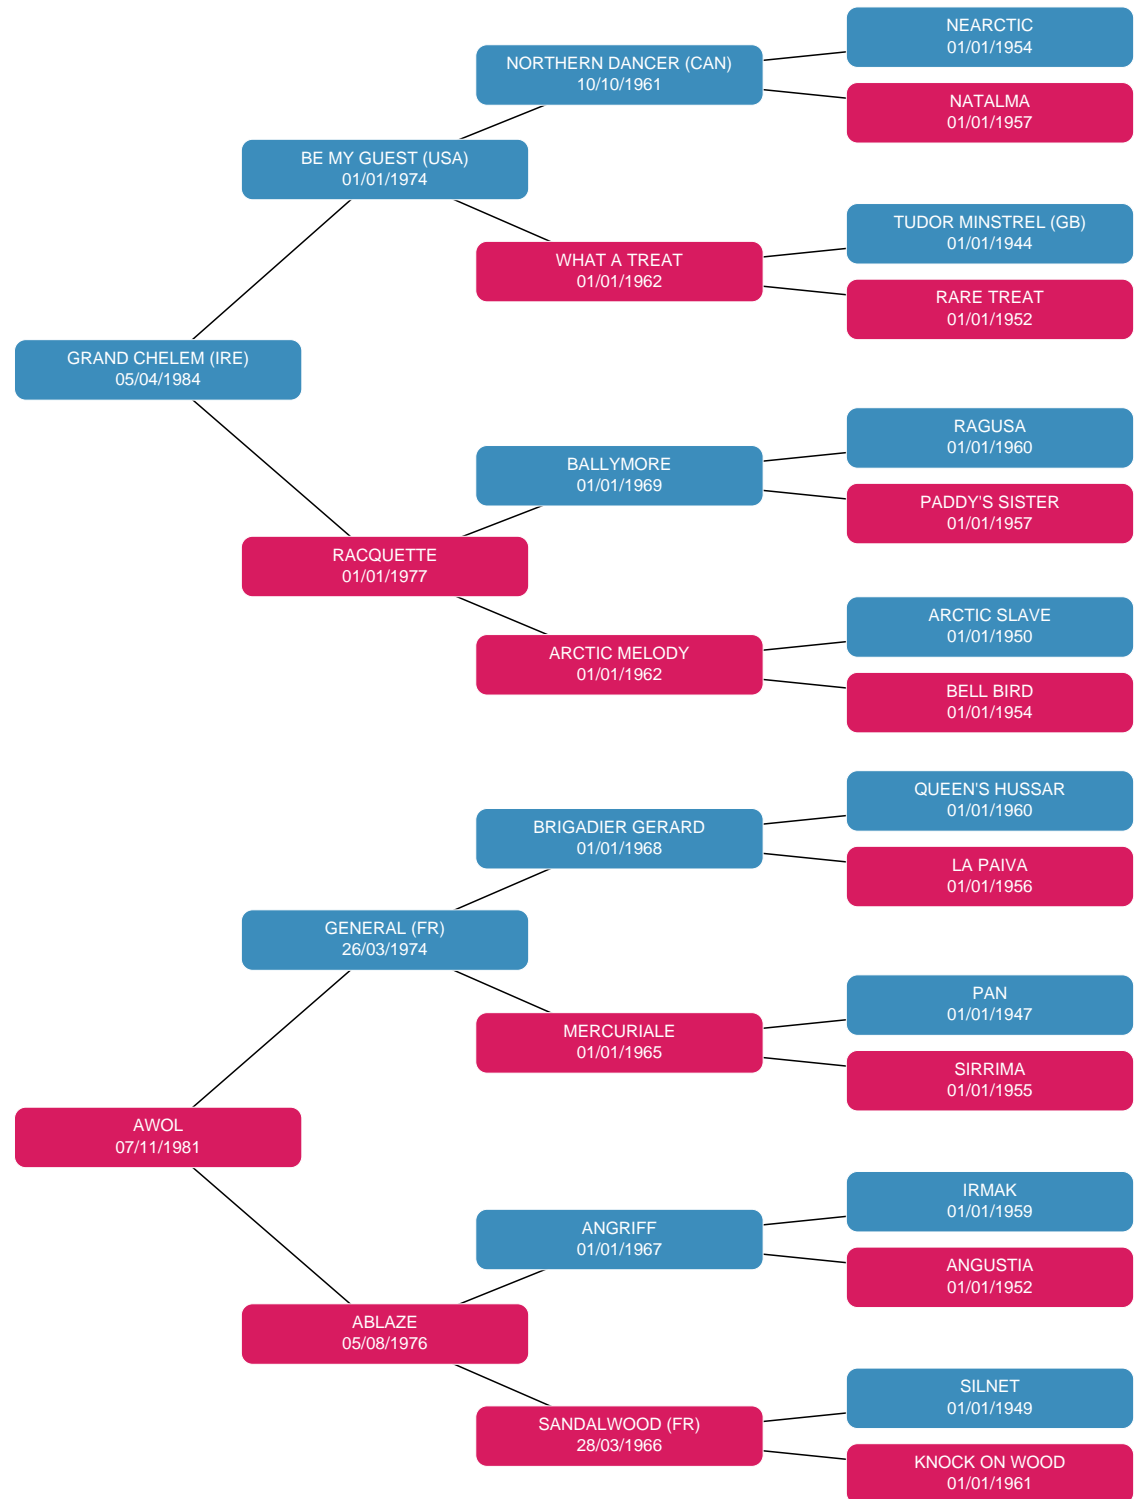 NEARCTIC
01/01/1954
NORTHERN DANCER (CAN)
10/10/1961
NATALMA
01/01/1957
BE MY GUEST (USA)
01/01/1974
TUDOR MINSTREL (GB)
01/01/1944
WHAT A TREAT
01/01/1962
RARE TREAT
01/01/1952
GRAND CHELEM (IRE)
05/04/1984
RAGUSA
01/01/1960
BALLYMORE
01/01/1969
PADDY'S SISTER
01/01/1957
RACQUETTE
01/01/1977
ARCTIC SLAVE
01/01/1950
ARCTIC MELODY
01/01/1962
BELL BIRD
01/01/1954
QUEEN'S HUSSAR
01/01/1960
BRIGADIER GERARD
01/01/1968
LA PAIVA
01/01/1956
GENERAL (FR)
26/03/1974
PAN
01/01/1947
MERCURIALE
01/01/1965
SIRRIMA
01/01/1955
AWOL
07/11/1981
IRMAK
01/01/1959
ANGRIFF
01/01/1967
ANGUSTIA
01/01/1952
ABLAZE
05/08/1976
SILNET
01/01/1949
SANDALWOOD (FR)
28/03/1966
KNOCK ON WOOD
01/01/1961